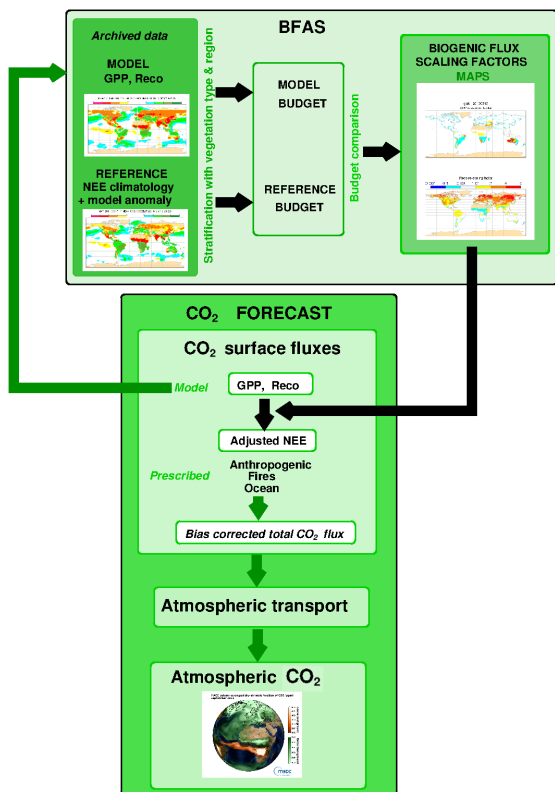 BFAS
Archived data
MODEL
GPP, Reco
REFERENCE
NEE climatology
+ model anomaly
Stratification with vegetation type & region
MODEL
BUDGET
REFERENCE
BUDGET
Budget comparison
BIOGENIC FLUX
SCALING FACTORS
MAPS
CO₂ FORECAST
CO₂ surface fluxes
Model
GPP, Reco
Adjusted NEE
Prescribed
Anthropogenic
Fires
Ocean
Bias corrected total CO₂ flux
Atmospheric transport
Atmospheric CO₂
macc